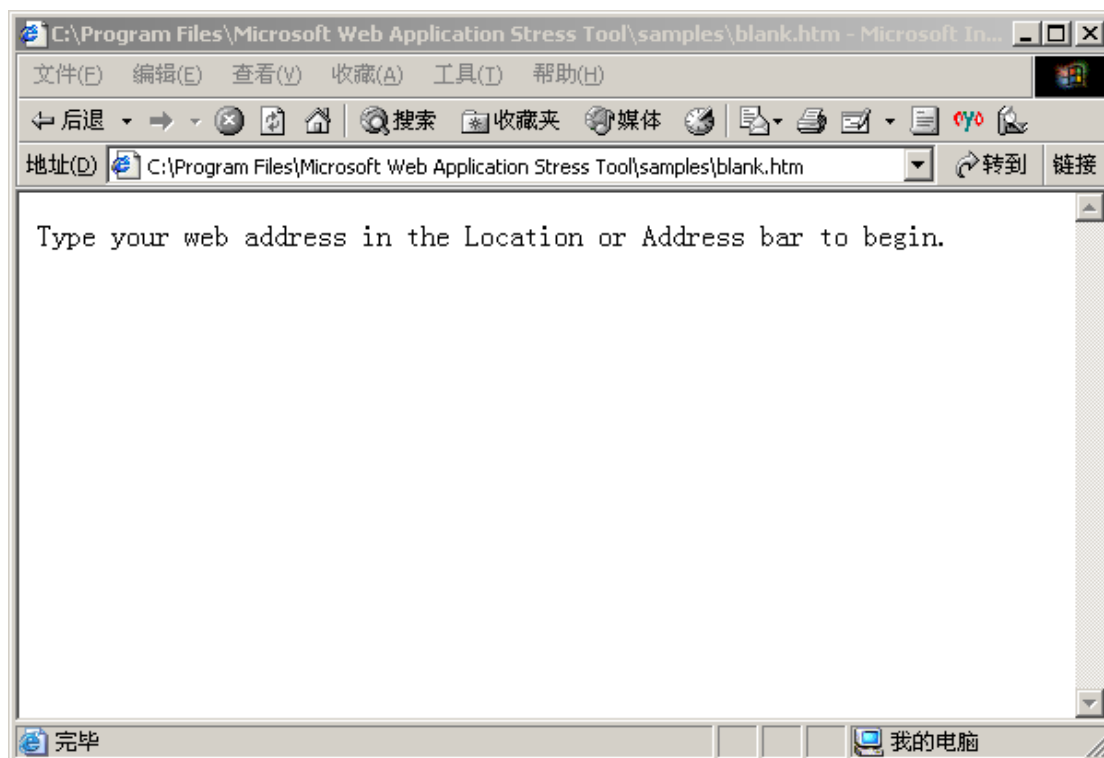 C:\Program Files\Microsoft Web Application Stress Tool\samples\blank.htm - Microsoft In...
文件(F) 编辑(E) 查看(V) 收藏(A) 工具(T) 帮助(H)
后退 搜索 收藏夹 媒体
地址(D) C:\Program Files\Microsoft Web Application Stress Tool\samples\blank.htm 转到 链接
Type your web address in the Location or Address bar to begin.
完毕 我的电脑